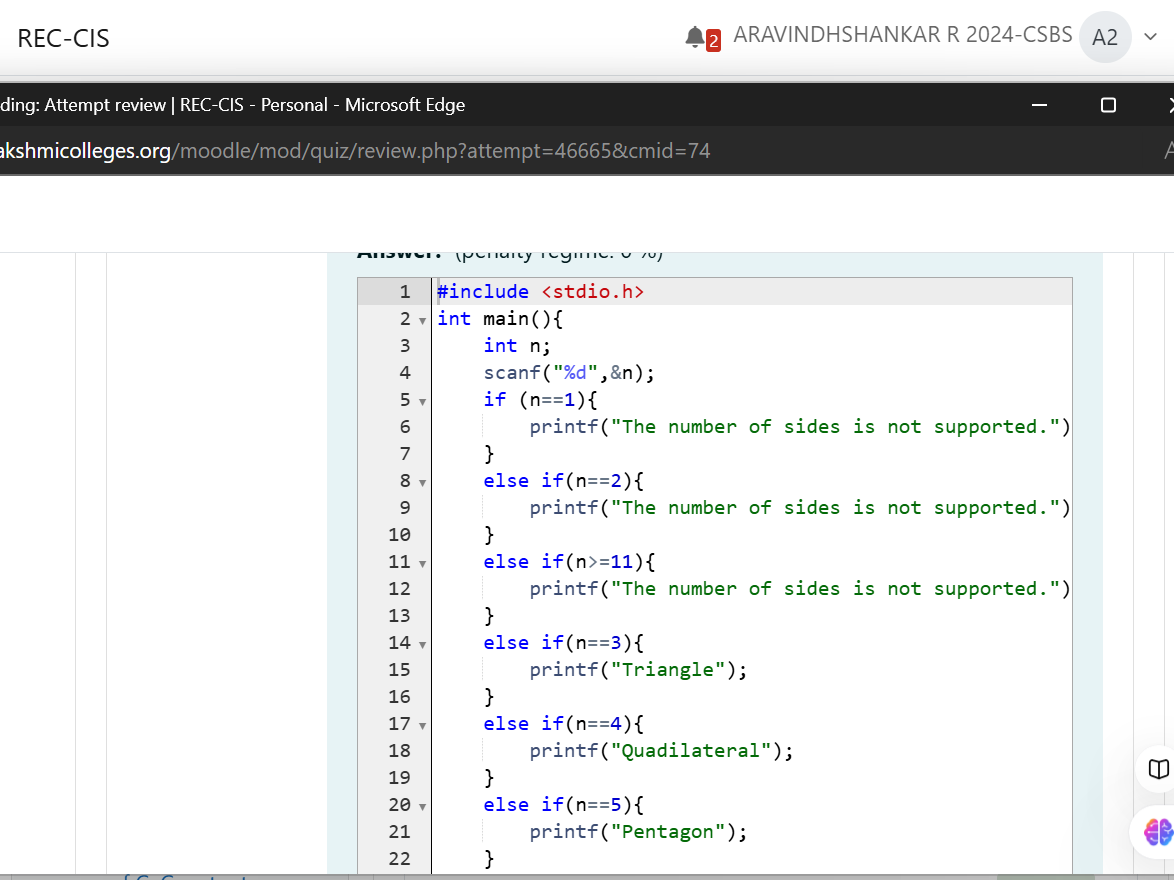 REC-CIS
2 ARAVINDHSHANKAR R 2024-CSBS A2
ding: Attempt review | REC-CIS - Personal - Microsoft Edge
akshmicolleges.org/moodle/mod/quiz/review.php?attempt=46665&cmid=74
Answer: (penalty regime: 0 %)
1 #include <stdio.h>
2 int main(){
3 int n;
4 scanf("%d",&n);
5 if (n==1){
6 printf("The number of sides is not supported.")
7 }
8 else if(n==2){
9 printf("The number of sides is not supported.")
10 }
11 else if(n>=11){
12 printf("The number of sides is not supported.")
13 }
14 else if(n==3){
15 printf("Triangle");
16 }
17 else if(n==4){
18 printf("Quadilateral");
19 }
20 else if(n==5){
21 printf("Pentagon");
22 }